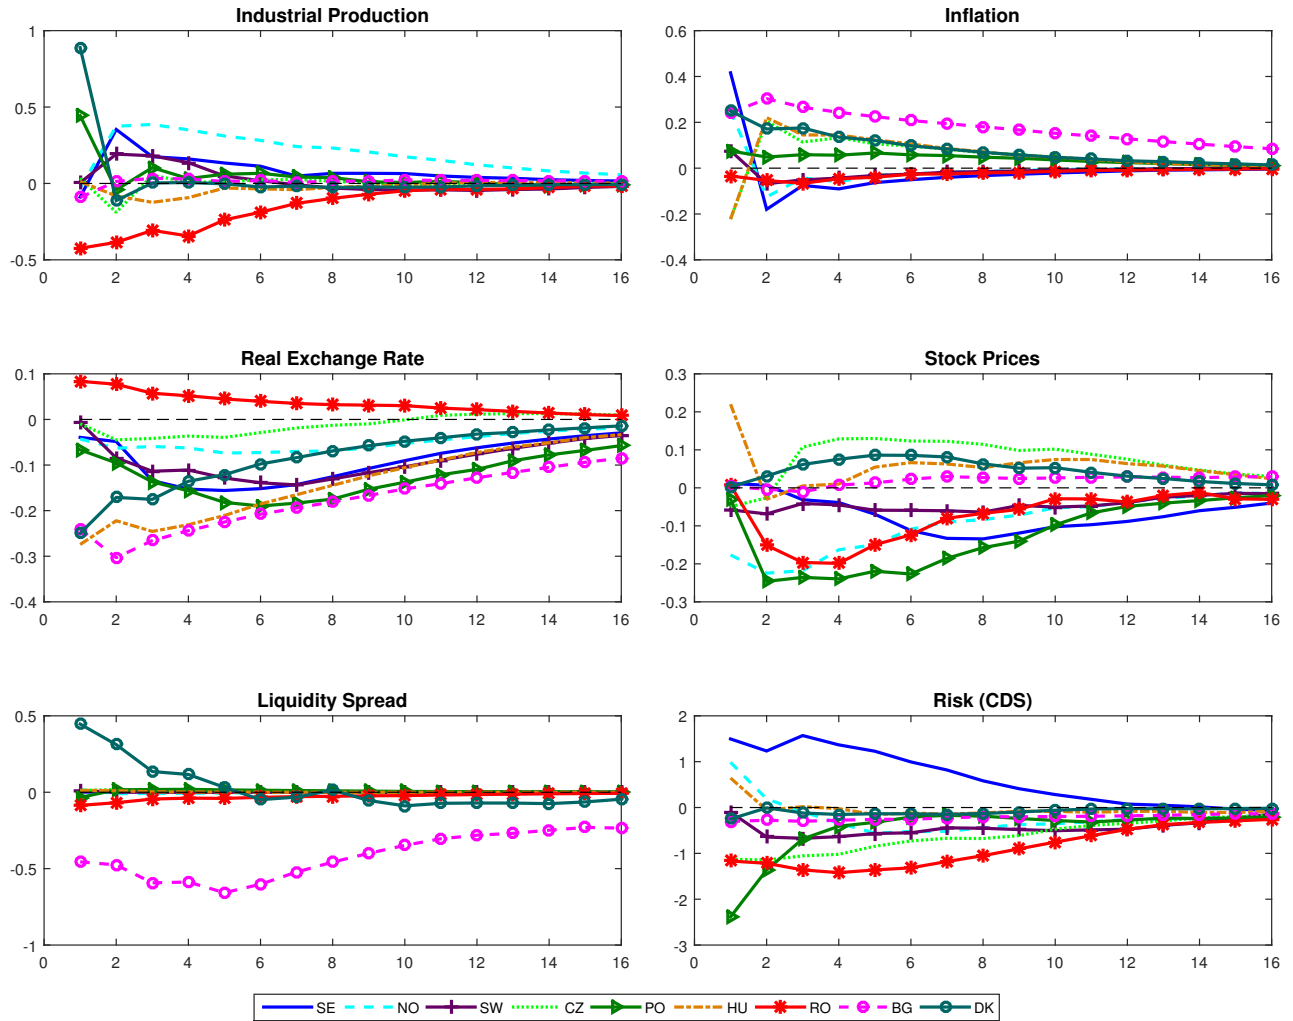 Industrial Production
1
0.5
0
-0.5
0 2 4 6 8 10 12 14 16
Inflation
0.6
0.4
0.2
0
-0.2
-0.4
0 2 4 6 8 10 12 14 16
Real Exchange Rate
0.1
0
-0.1
-0.2
-0.3
-0.4
0 2 4 6 8 10 12 14 16
Stock Prices
0.3
0.2
0.1
0
-0.1
-0.2
-0.3
0 2 4 6 8 10 12 14 16
Liquidity Spread
0.5
0
-0.5
-1
0 2 4 6 8 10 12 14 16
Risk (CDS)
2
1
0
-1
-2
-3
0 2 4 6 8 10 12 14 16
SE NO SW CZ PO HU RO BG DK